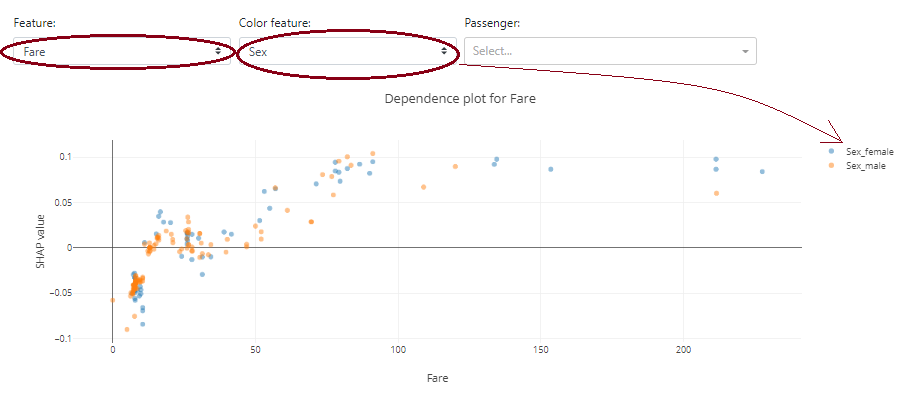 Feature: Color feature: Passenger:
Fare Sex Select...
Dependence plot for Fare
Sex_female
Sex_male
0.1
0.05
0
−0.05
−0.1
SHAP value
0 50 100 150 200
Fare